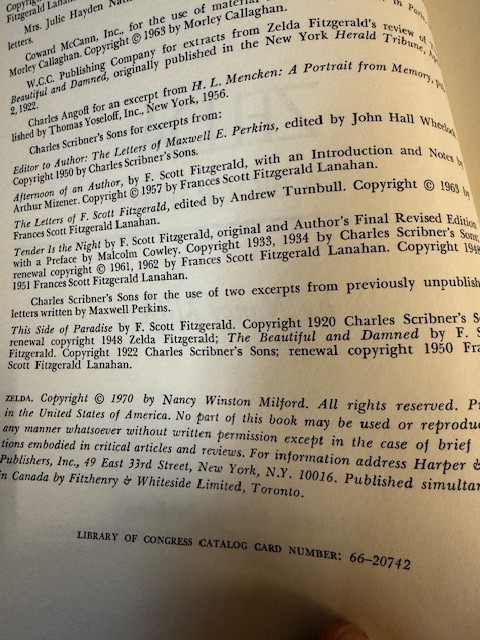 Fitzgerald
Mrs. Julie Hayden
letters.
Coward McCann, Inc., for the use of material
Morley Callaghan. Copyright © 1963 by Morley Callaghan.
W.C.C. Publishing Company for extracts from Zelda Fitzgerald's review of
Beautiful and Damned, originally published in the New York Herald Tribune,
2, 1922.
Charles Angoff for an excerpt from H. L. Mencken: A Portrait from Memory,
lished by Thomas Yoseloff, Inc., New York, 1956.
Charles Scribner's Sons for excerpts from:
Editor to Author: The Letters of Maxwell E. Perkins, edited by John Hall
Copyright 1950 by Charles Scribner's Sons.
Afternoon of an Author, by F. Scott Fitzgerald, with an Introduction and Notes by
Arthur Mizener. Copyright © 1957 by Frances Scott Fitzgerald Lanahan.
The Letters of F. Scott Fitzgerald, edited by Andrew Turnbull. Copyright © 1963 by
Frances Scott Fitzgerald Lanahan.
Tender Is the Night by F. Scott Fitzgerald, original and Author's Final Revised Edition
with a Preface by Malcolm Cowley. Copyright 1933, 1934 by Charles Scribner's Sons;
renewal copyright © 1961, 1962 by Frances Scott Fitzgerald Lanahan. Copyright 1948
1951 Frances Scott Fitzgerald Lanahan.
Charles Scribner's Sons for the use of two excerpts from previously unpublish
letters written by Maxwell Perkins.
This Side of Paradise by F. Scott Fitzgerald. Copyright 1920 Charles Scribner's S
renewal copyright 1948 Zelda Fitzgerald; The Beautiful and Damned by F. S
Fitzgerald. Copyright 1922 Charles Scribner's Sons; renewal copyright 1950 Fra
Scott Fitzgerald Lanahan.
ZELDA. Copyright © 1970 by Nancy Winston Milford. All rights reserved. P
in the United States of America. No part of this book may be used or reprodu
any manner whatsoever without written permission except in the case of brief
tions embodied in critical articles and reviews. For information address Harper &
Publishers, Inc., 49 East 33rd Street, New York, N.Y. 10016. Published simultan
in Canada by Fitzhenry & Whiteside Limited, Toronto.
LIBRARY OF CONGRESS CATALOG CARD NUMBER: 66–20742